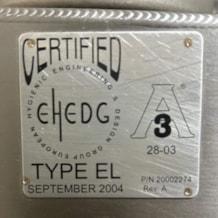 CERTIFIED
HYGIENIC ENGINEERING & DESIGN GROUP EUROPEAN
EHEDG
TYPE EL
SEPTEMBER 2004
A
3
28-03
P/N 20002274
Rev. A